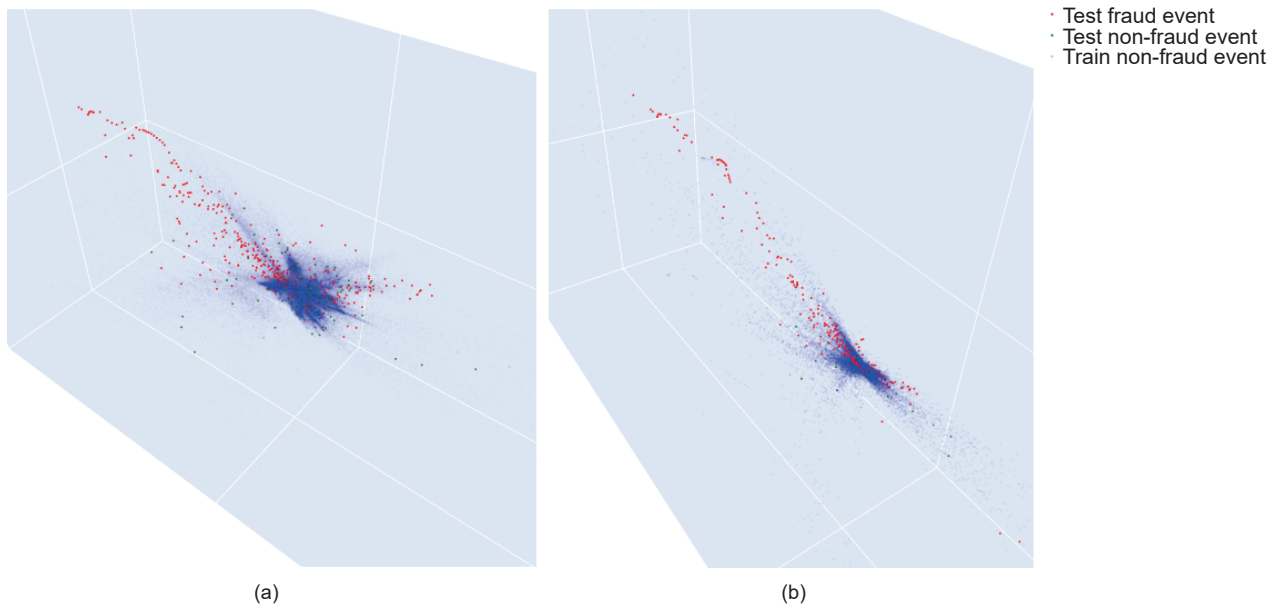 Test fraud event
Test non-fraud event
Train non-fraud event
(a)
(b)